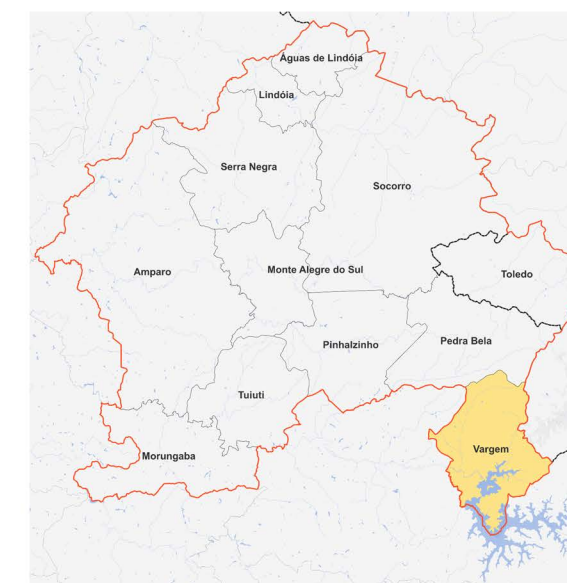 Águas de Lindóia
Lindóia
Serra Negra
Socorro
Amparo
Monte Alegre do Sul
Toledo
Pinhalzinho
Pedra Bela
Tuiuti
Vargem
Morungaba